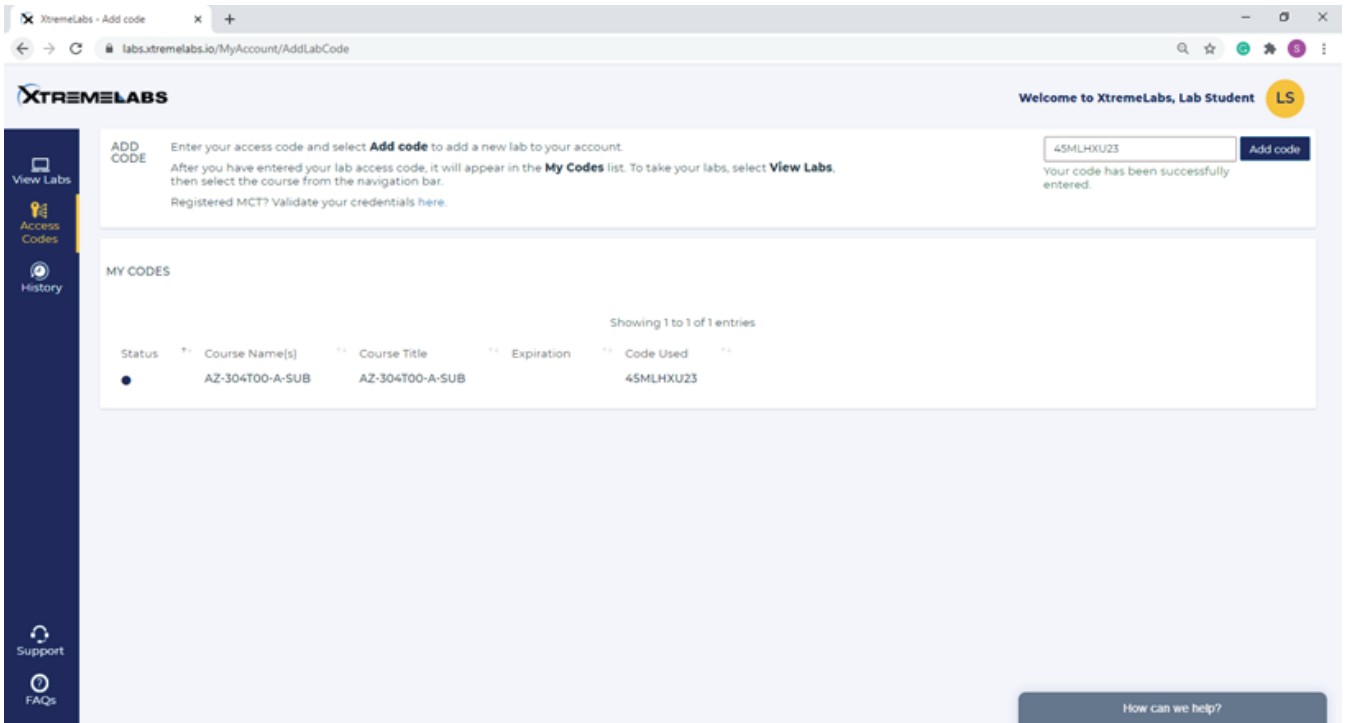 XtremeLabs - Add code
labs.xtremelabs.io/MyAccount/AddLabCode
S
XTREMELABS
Welcome to XtremeLabs, Lab Student
LS
View Labs
Access
Codes
History
Support
FAQs
ADD
CODE
Enter your access code and select Add code to add a new lab to your account.
After you have entered your lab access code, it will appear in the My Codes list. To take your labs, select View Labs,
then select the course from the navigation bar.
Registered MCT? Validate your credentials here.
45MLHXU23
Add code
Your code has been successfully
entered.
MY CODES
Showing 1 to 1 of 1 entries
Status Course Name(s) Course Title Expiration Code Used
AZ-304T00-A-SUB AZ-304T00-A-SUB 45MLHXU23
How can we help?